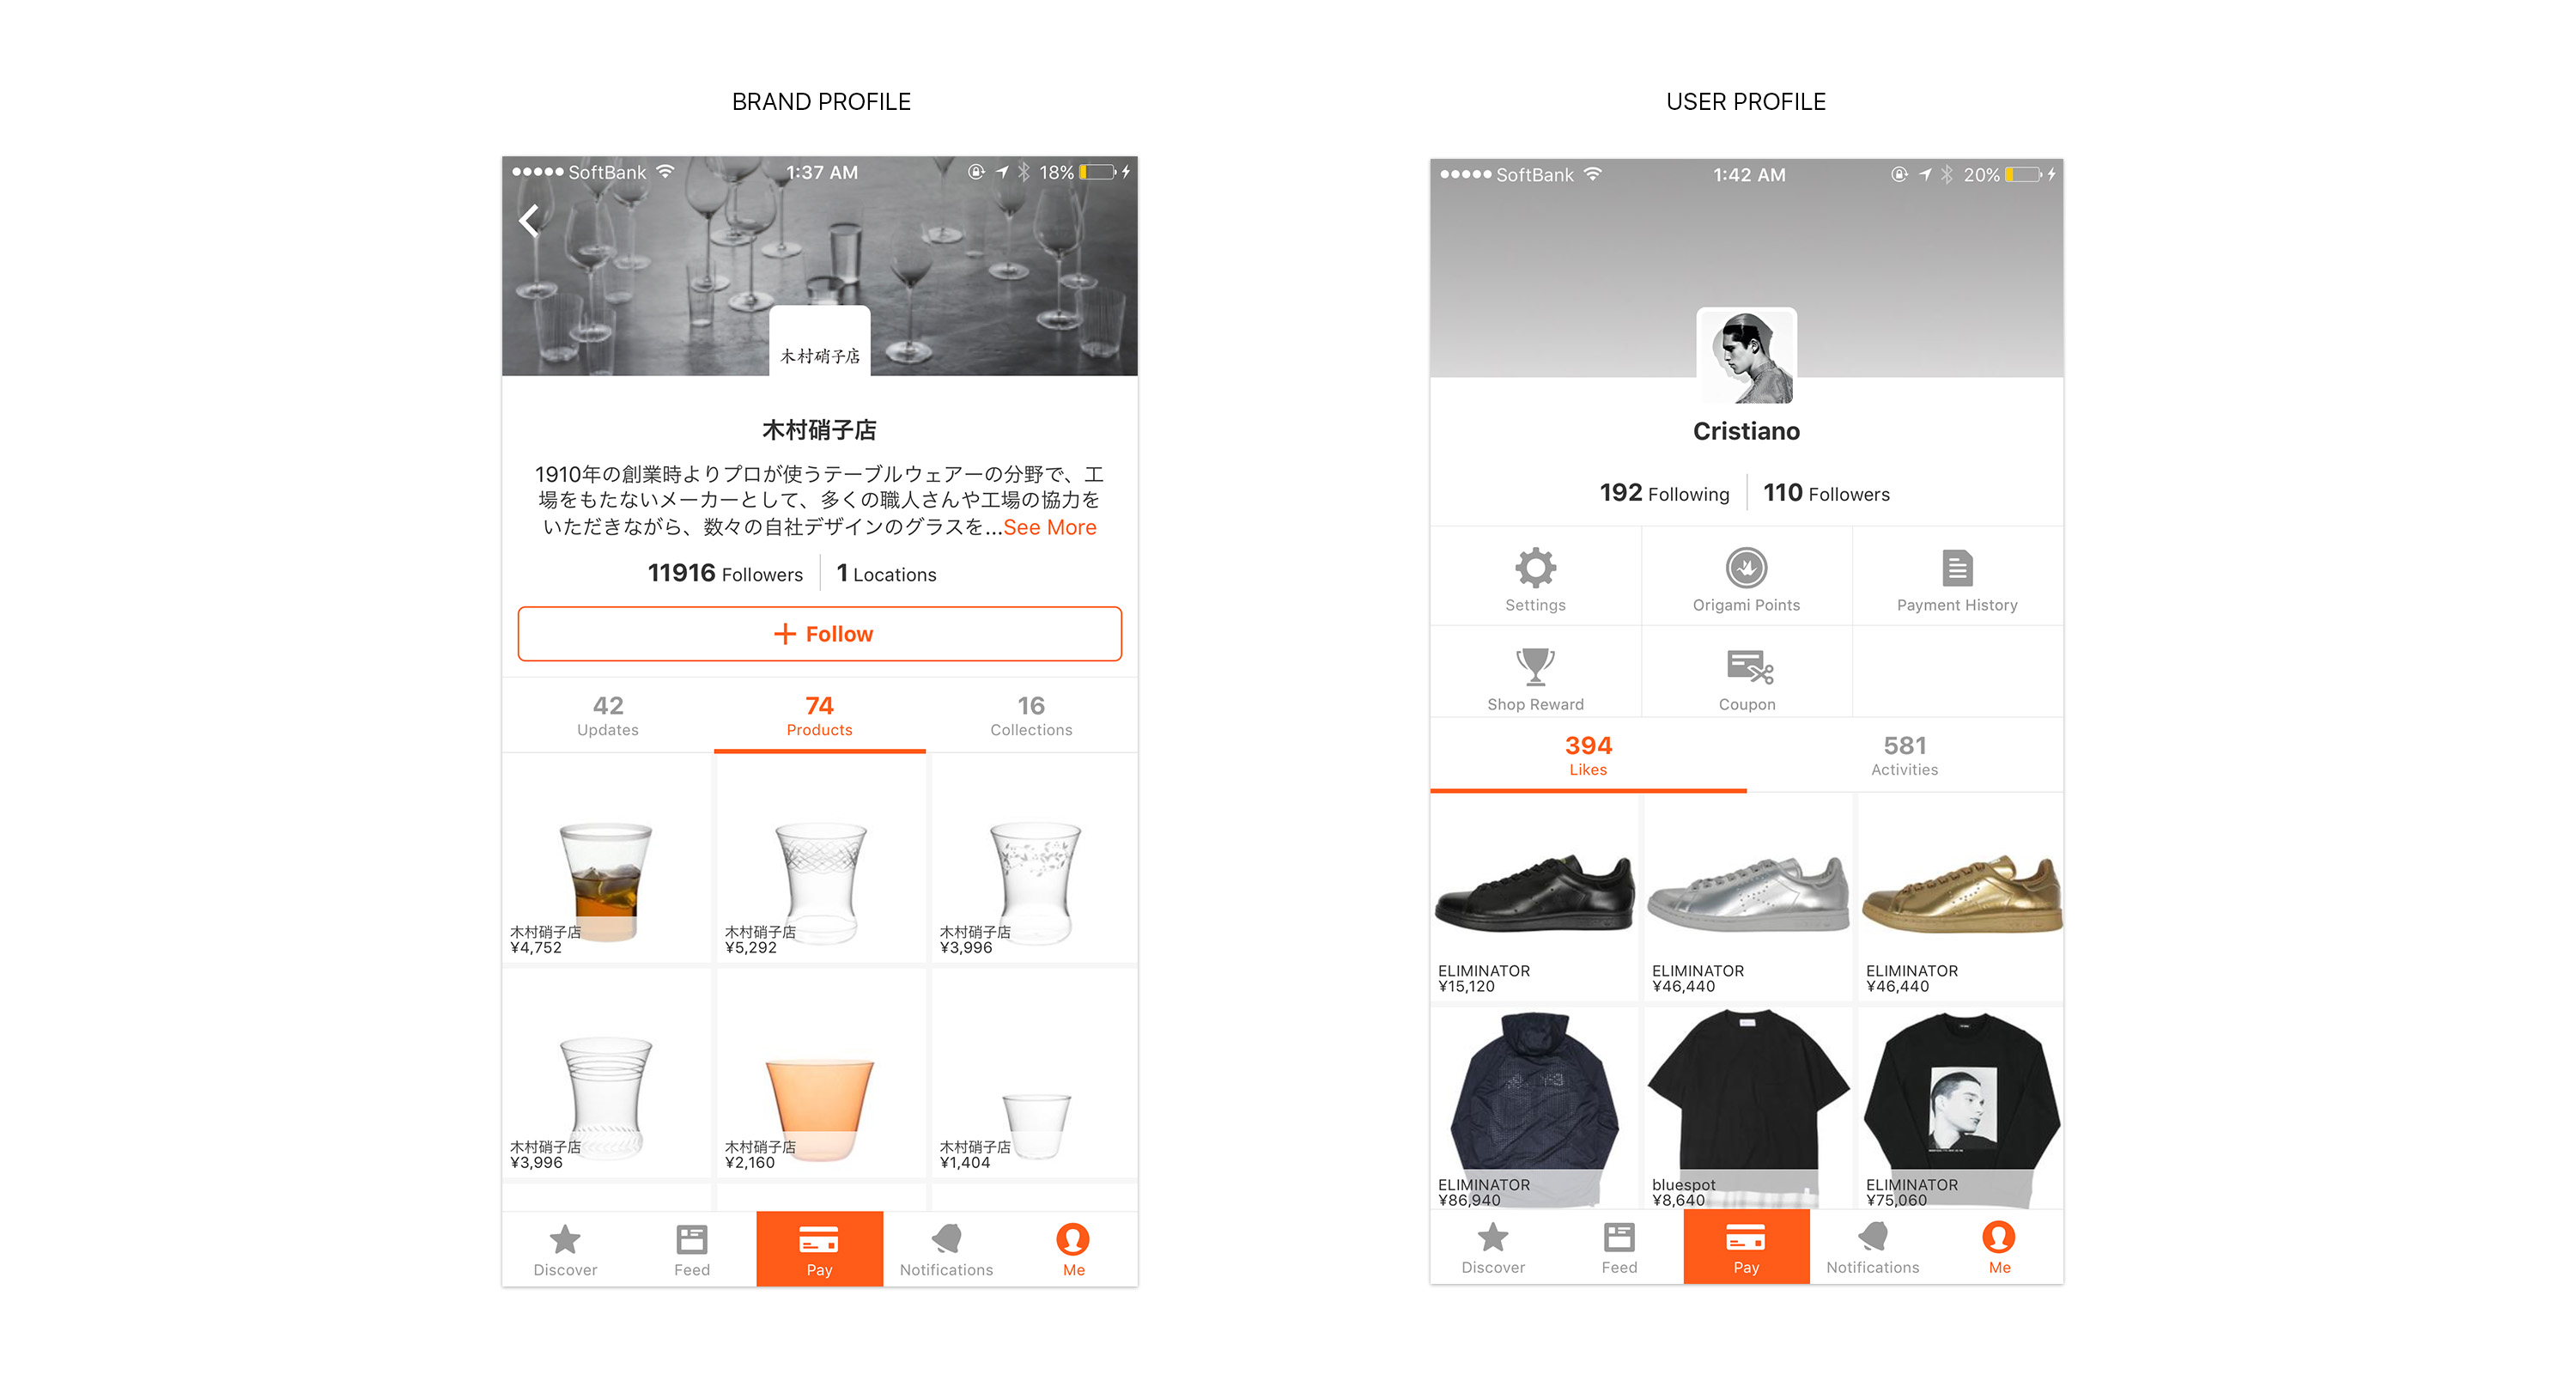 BRAND PROFILE
SoftBank 1:37 AM 18%
木村硝子店
木村硝子店
1910年の創業時よりプロが使うテーブルウェアーの分野で、工
場をもたないメーカーとして、多くの職人さんや工場の協力を
いただきながら、数々の自社デザインのグラスを...See More
11916 Followers 1 Locations
+ Follow
42 74 16
Updates Products Collections
木村硝子店 木村硝子店 木村硝子店
¥4,752 ¥5,292 ¥3,996
木村硝子店 木村硝子店 木村硝子店
¥3,996 ¥2,160 ¥1,404
Discover Feed Pay Notifications Me
USER PROFILE
SoftBank 1:42 AM 20%
Cristiano
192 Following 110 Followers
Settings Origami Points Payment History
Shop Reward Coupon
394 581
Likes Activities
ELIMINATOR ELIMINATOR ELIMINATOR
¥15,120 ¥46,440 ¥46,440
ELIMINATOR bluespot ELIMINATOR
¥86,940 ¥8,640 ¥75,060
Discover Feed Pay Notifications Me